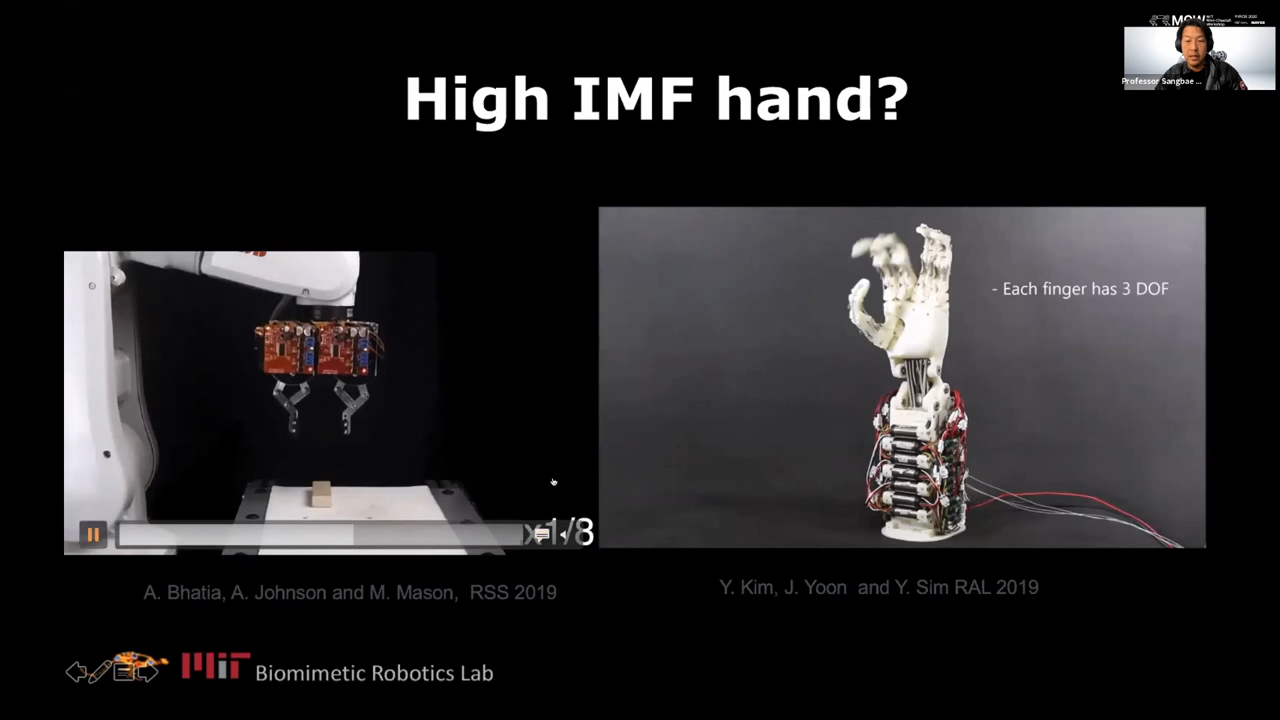 High IMF hand?
Professor Sangbae ...
- Each finger has 3 DOF
x1/8
A. Bhatia, A. Johnson and M. Mason, RSS 2019
Y. Kim, J. Yoon and Y. Sim RAL 2019
MIT Biomimetic Robotics Lab